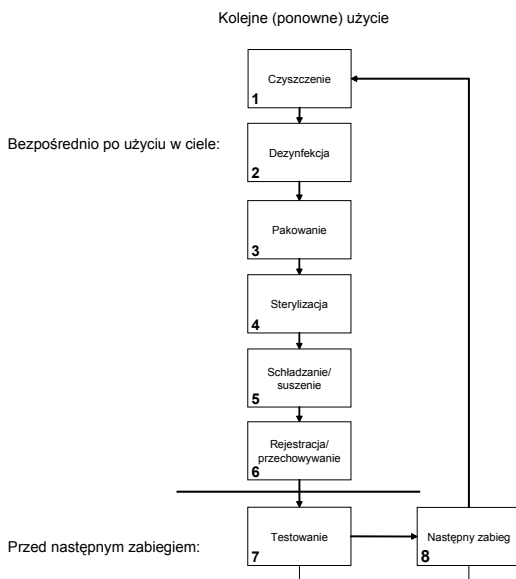 Kolejne (ponowne) użycie
Czyszczenie
1
Bezpośrednio po użyciu w ciele:
Dezynfekcja
2
Pakowanie
3
Sterylizacja
4
Schładzanie/
suszenie
5
Rejestracja/
przechowywanie
6
Przed następnym zabiegiem:
Testowanie
7
Następny zabieg
8